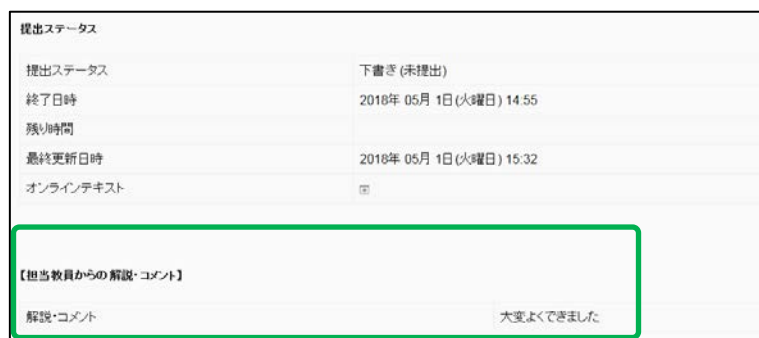 提出ステータス
提出ステータス 下書き(未提出)
終了日時 2018年 05月 1日(火曜日) 14:55
残り時間
最終更新日時 2018年 05月 1日(火曜日) 15:32
オンラインテキスト
【担当教員からの解説・コメント】
解説・コメント 大変よくできました